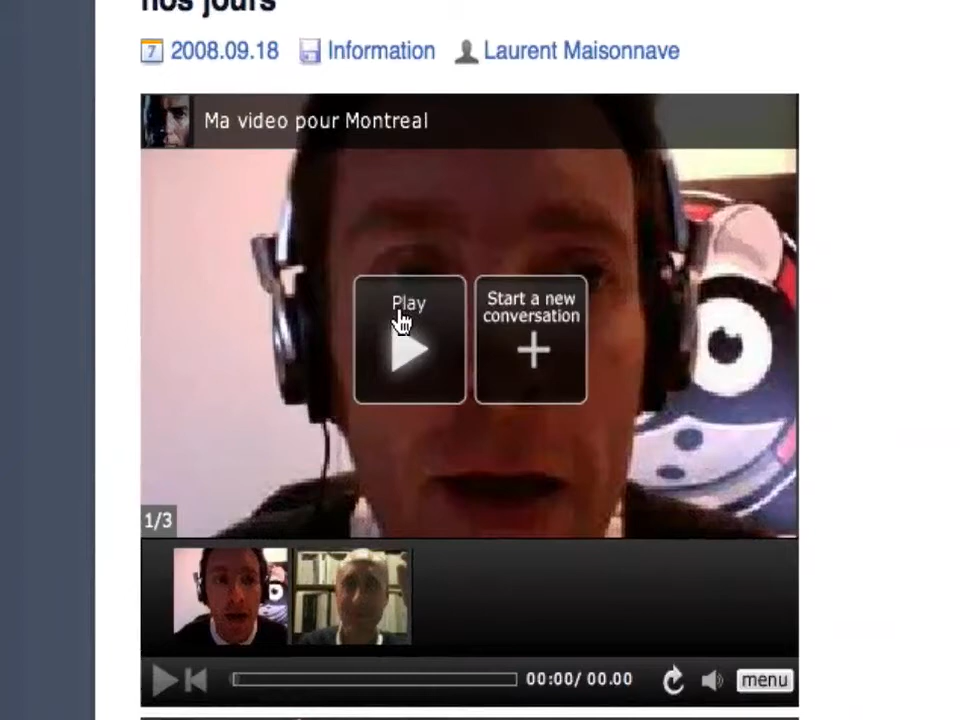 nos jours
7 2008.09.18 Information Laurent Maisonnave
Ma video pour Montreal
Play
Start a new
conversation
1/3
00:00/ 00.00
menu